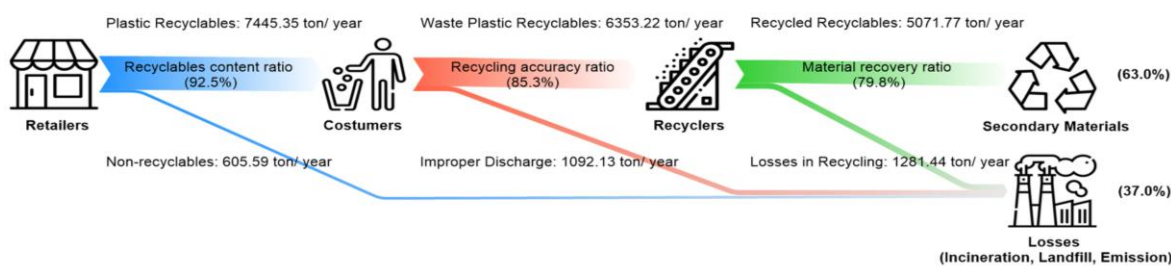 Plastic Recyclables: 7445.35 ton/ year
Waste Plastic Recyclables: 6353.22 ton/ year
Recycled Recyclables: 5071.77 ton/ year
Recyclables content ratio
(92.5%)
Recycling accuracy ratio
(85.3%)
Material recovery ratio
(79.8%)
(63.0%)
Retailers
Costumers
Recyclers
Secondary Materials
Non-recyclables: 605.59 ton/ year
Improper Discharge: 1092.13 ton/ year
Losses in Recycling: 1281.44 ton/ year
(37.0%)
Losses
(Incineration, Landfill, Emission)